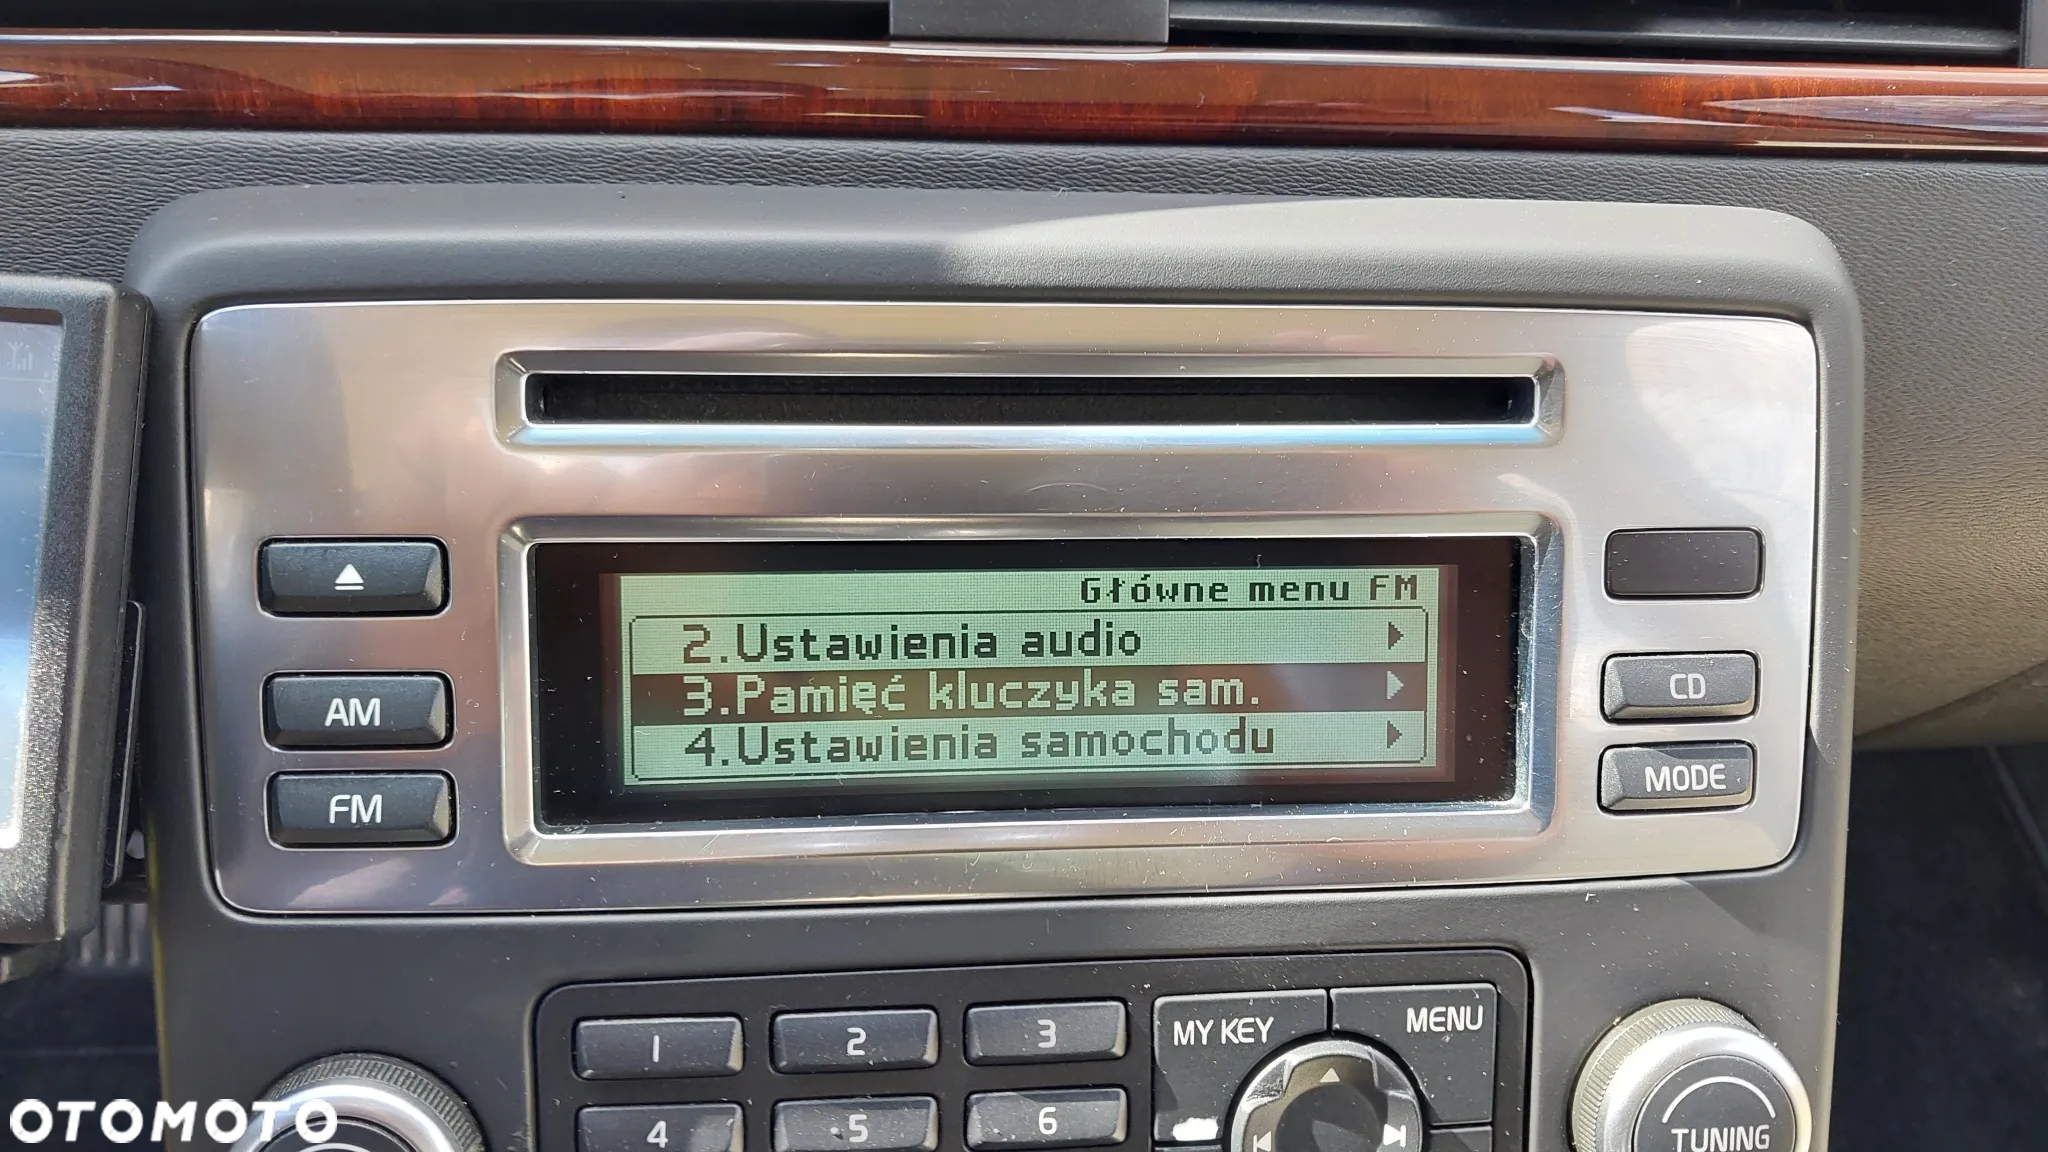 Główne menu FM
2.Ustawienia audio
3.Pamięć kluczyka sam.
4.Ustawienia samochodu
AM
FM
CD
MODE
1
2
3
MY KEY
MENU
4
5
6
TUNING
OTOMOTO